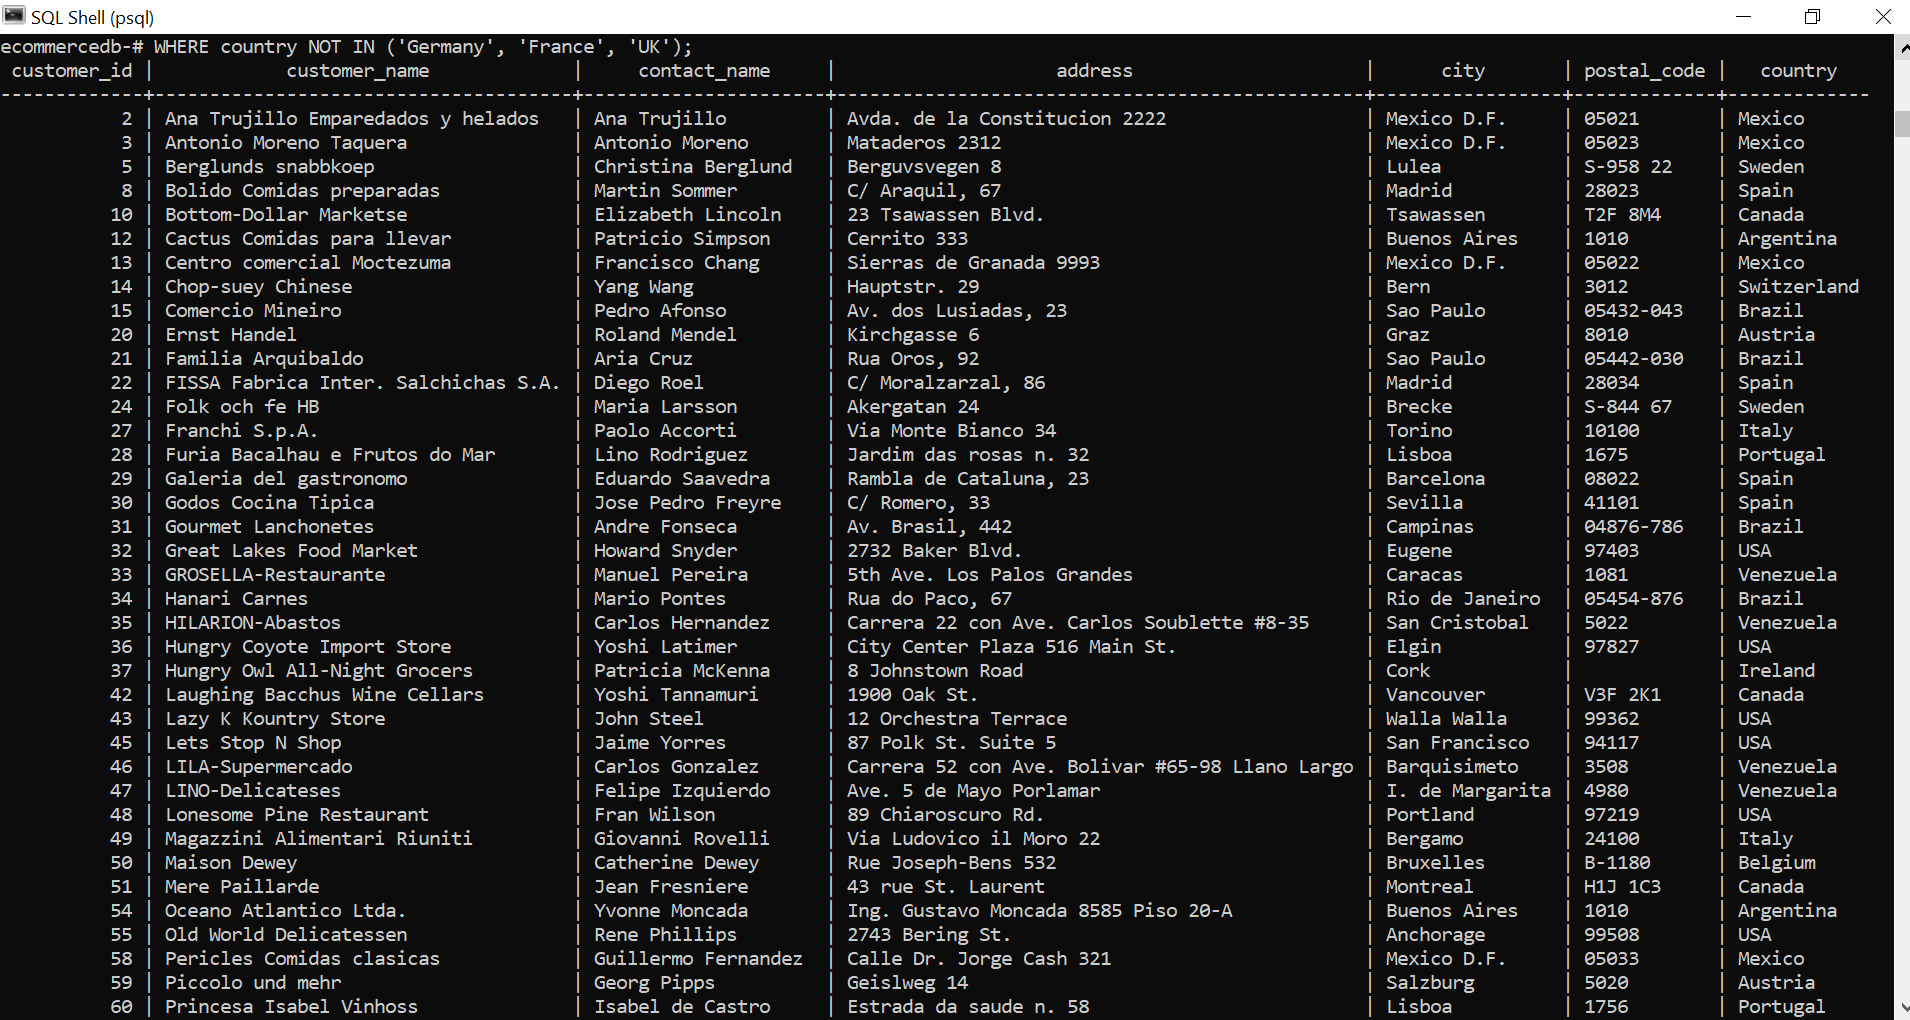 SQL Shell (psql)
ecommercedb-# WHERE country NOT IN ('Germany', 'France', 'UK');
 customer_id |            customer_name             |     contact_name     |                    address                     |      city       | postal_code |   country
-------------+--------------------------------------+----------------------+------------------------------------------------+-----------------+-------------+-------------
2 | Ana Trujillo Emparedados y helados | Ana Trujillo | Avda. de la Constitucion 2222 | Mexico D.F. | 05021 | Mexico
3 | Antonio Moreno Taquera | Antonio Moreno | Mataderos 2312 | Mexico D.F. | 05023 | Mexico
5 | Berglunds snabbkoep | Christina Berglund | Berguvsvegen 8 | Lulea | S-958 22 | Sweden
8 | Bolido Comidas preparadas | Martin Sommer | C/ Araquil, 67 | Madrid | 28023 | Spain
10 | Bottom-Dollar Marketse | Elizabeth Lincoln | 23 Tsawassen Blvd. | Tsawassen | T2F 8M4 | Canada
12 | Cactus Comidas para llevar | Patricio Simpson | Cerrito 333 | Buenos Aires | 1010 | Argentina
13 | Centro comercial Moctezuma | Francisco Chang | Sierras de Granada 9993 | Mexico D.F. | 05022 | Mexico
14 | Chop-suey Chinese | Yang Wang | Hauptstr. 29 | Bern | 3012 | Switzerland
15 | Comercio Mineiro | Pedro Afonso | Av. dos Lusiadas, 23 | Sao Paulo | 05432-043 | Brazil
20 | Ernst Handel | Roland Mendel | Kirchgasse 6 | Graz | 8010 | Austria
21 | Familia Arquibaldo | Aria Cruz | Rua Oros, 92 | Sao Paulo | 05442-030 | Brazil
22 | FISSA Fabrica Inter. Salchichas S.A. | Diego Roel | C/ Moralzarzal, 86 | Madrid | 28034 | Spain
24 | Folk och fe HB | Maria Larsson | Akergatan 24 | Brecke | S-844 67 | Sweden
27 | Franchi S.p.A. | Paolo Accorti | Via Monte Bianco 34 | Torino | 10100 | Italy
28 | Furia Bacalhau e Frutos do Mar | Lino Rodriguez | Jardim das rosas n. 32 | Lisboa | 1675 | Portugal
29 | Galeria del gastronomo | Eduardo Saavedra | Rambla de Cataluna, 23 | Barcelona | 08022 | Spain
30 | Godos Cocina Tipica | Jose Pedro Freyre | C/ Romero, 33 | Sevilla | 41101 | Spain
31 | Gourmet Lanchonetes | Andre Fonseca | Av. Brasil, 442 | Campinas | 04876-786 | Brazil
32 | Great Lakes Food Market | Howard Snyder | 2732 Baker Blvd. | Eugene | 97403 | USA
33 | GROSELLA-Restaurante | Manuel Pereira | 5th Ave. Los Palos Grandes | Caracas | 1081 | Venezuela
34 | Hanari Carnes | Mario Pontes | Rua do Paco, 67 | Rio de Janeiro | 05454-876 | Brazil
35 | HILARION-Abastos | Carlos Hernandez | Carrera 22 con Ave. Carlos Soublette #8-35 | San Cristobal | 5022 | Venezuela
36 | Hungry Coyote Import Store | Yoshi Latimer | City Center Plaza 516 Main St. | Elgin | 97827 | USA
37 | Hungry Owl All-Night Grocers | Patricia McKenna | 8 Johnstown Road | Cork | | Ireland
42 | Laughing Bacchus Wine Cellars | Yoshi Tannamuri | 1900 Oak St. | Vancouver | V3F 2K1 | Canada
43 | Lazy K Kountry Store | John Steel | 12 Orchestra Terrace | Walla Walla | 99362 | USA
45 | Lets Stop N Shop | Jaime Yorres | 87 Polk St. Suite 5 | San Francisco | 94117 | USA
46 | LILA-Supermercado | Carlos Gonzalez | Carrera 52 con Ave. Bolivar #65-98 Llano Largo | Barquisimeto | 3508 | Venezuela
47 | LINO-Delicateses | Felipe Izquierdo | Ave. 5 de Mayo Porlamar | I. de Margarita | 4980 | Venezuela
48 | Lonesome Pine Restaurant | Fran Wilson | 89 Chiaroscuro Rd. | Portland | 97219 | USA
49 | Magazzini Alimentari Riuniti | Giovanni Rovelli | Via Ludovico il Moro 22 | Bergamo | 24100 | Italy
50 | Maison Dewey | Catherine Dewey | Rue Joseph-Bens 532 | Bruxelles | B-1180 | Belgium
51 | Mere Paillarde | Jean Fresniere | 43 rue St. Laurent | Montreal | H1J 1C3 | Canada
54 | Oceano Atlantico Ltda. | Yvonne Moncada | Ing. Gustavo Moncada 8585 Piso 20-A | Buenos Aires | 1010 | Argentina
55 | Old World Delicatessen | Rene Phillips | 2743 Bering St. | Anchorage | 99508 | USA
58 | Pericles Comidas clasicas | Guillermo Fernandez | Calle Dr. Jorge Cash 321 | Mexico D.F. | 05033 | Mexico
59 | Piccolo und mehr | Georg Pipps | Geislweg 14 | Salzburg | 5020 | Austria
60 | Princesa Isabel Vinhoss | Isabel de Castro | Estrada da saude n. 58 | Lisboa | 1756 | Portugal